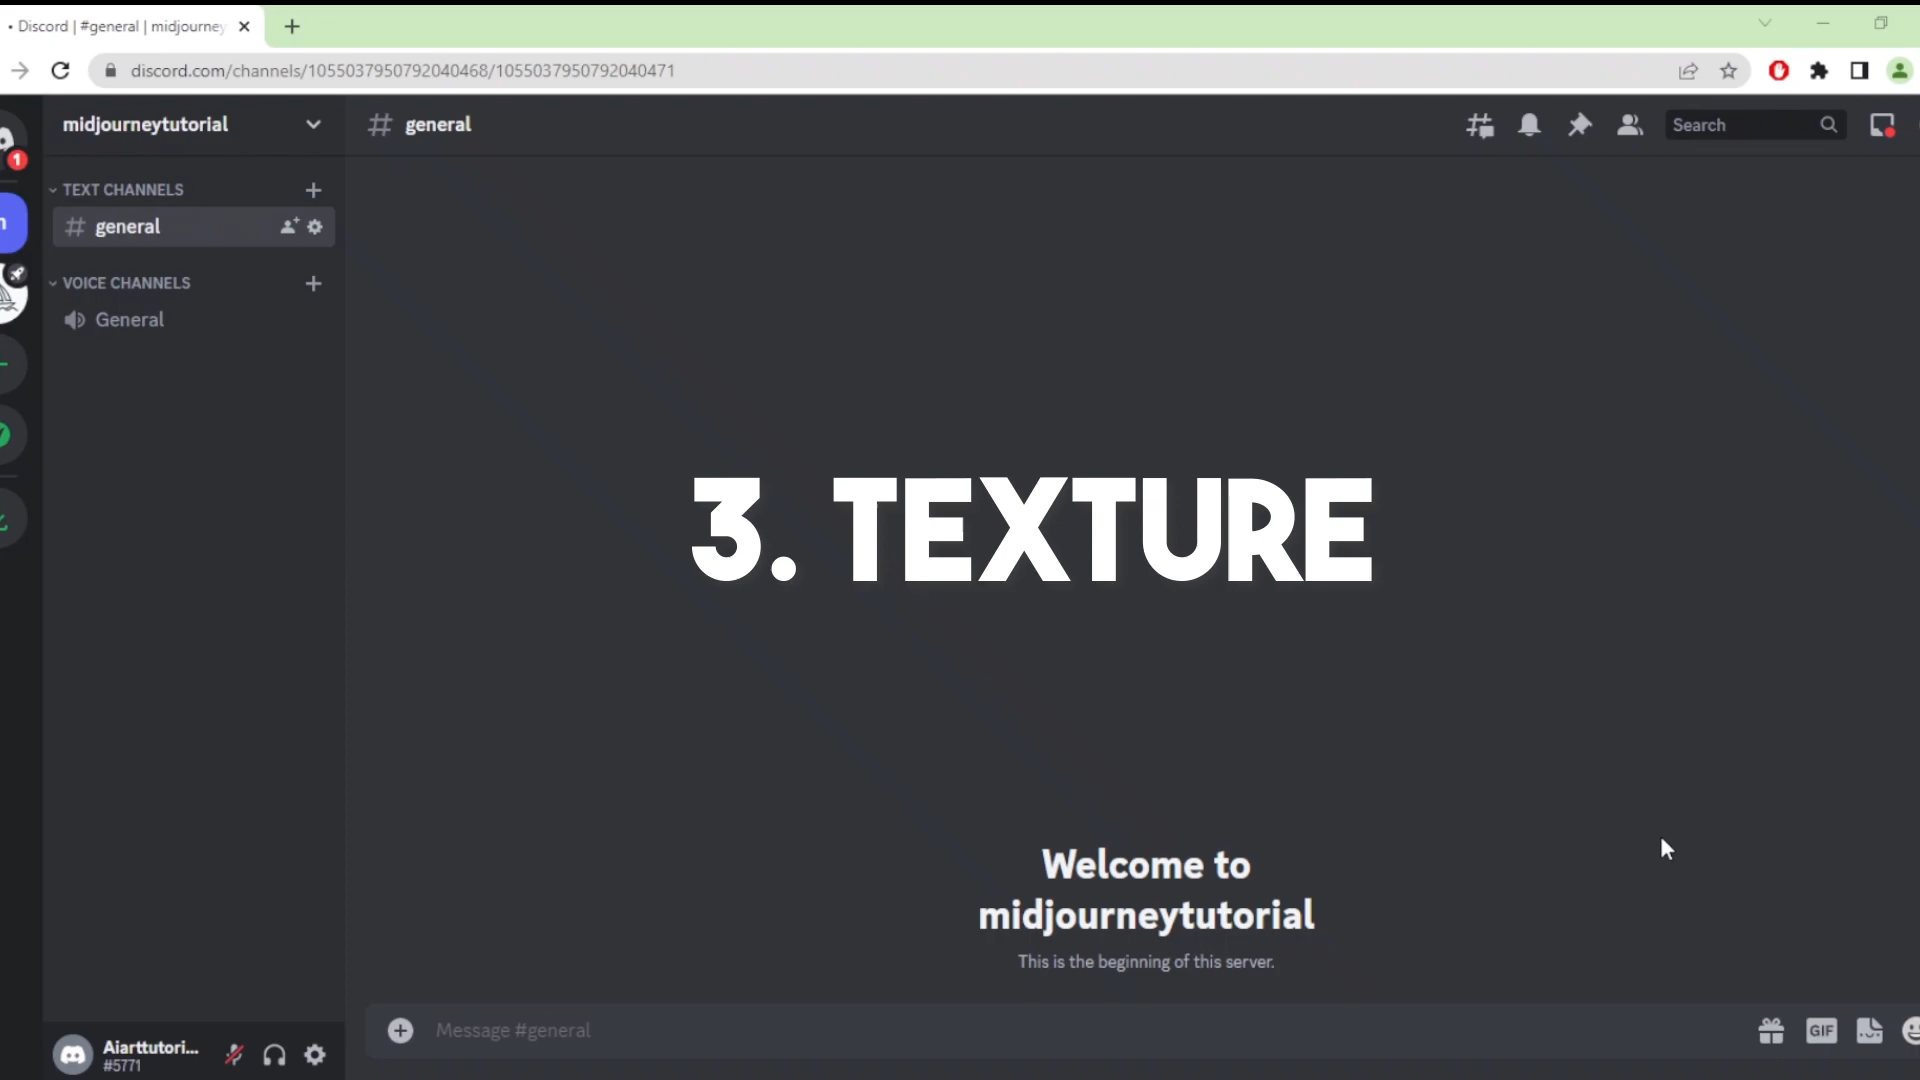 • Discord | #general | midjourney
discord.com/channels/1055037950792040468/1055037950792040471
midjourneytutorial
general
Search
1
TEXT CHANNELS
general
VOICE CHANNELS
General
3. TEXTURE
Welcome to
midjourneytutorial
This is the beginning of this server.
Message #general
GIF
Aiarttutori...
#5771